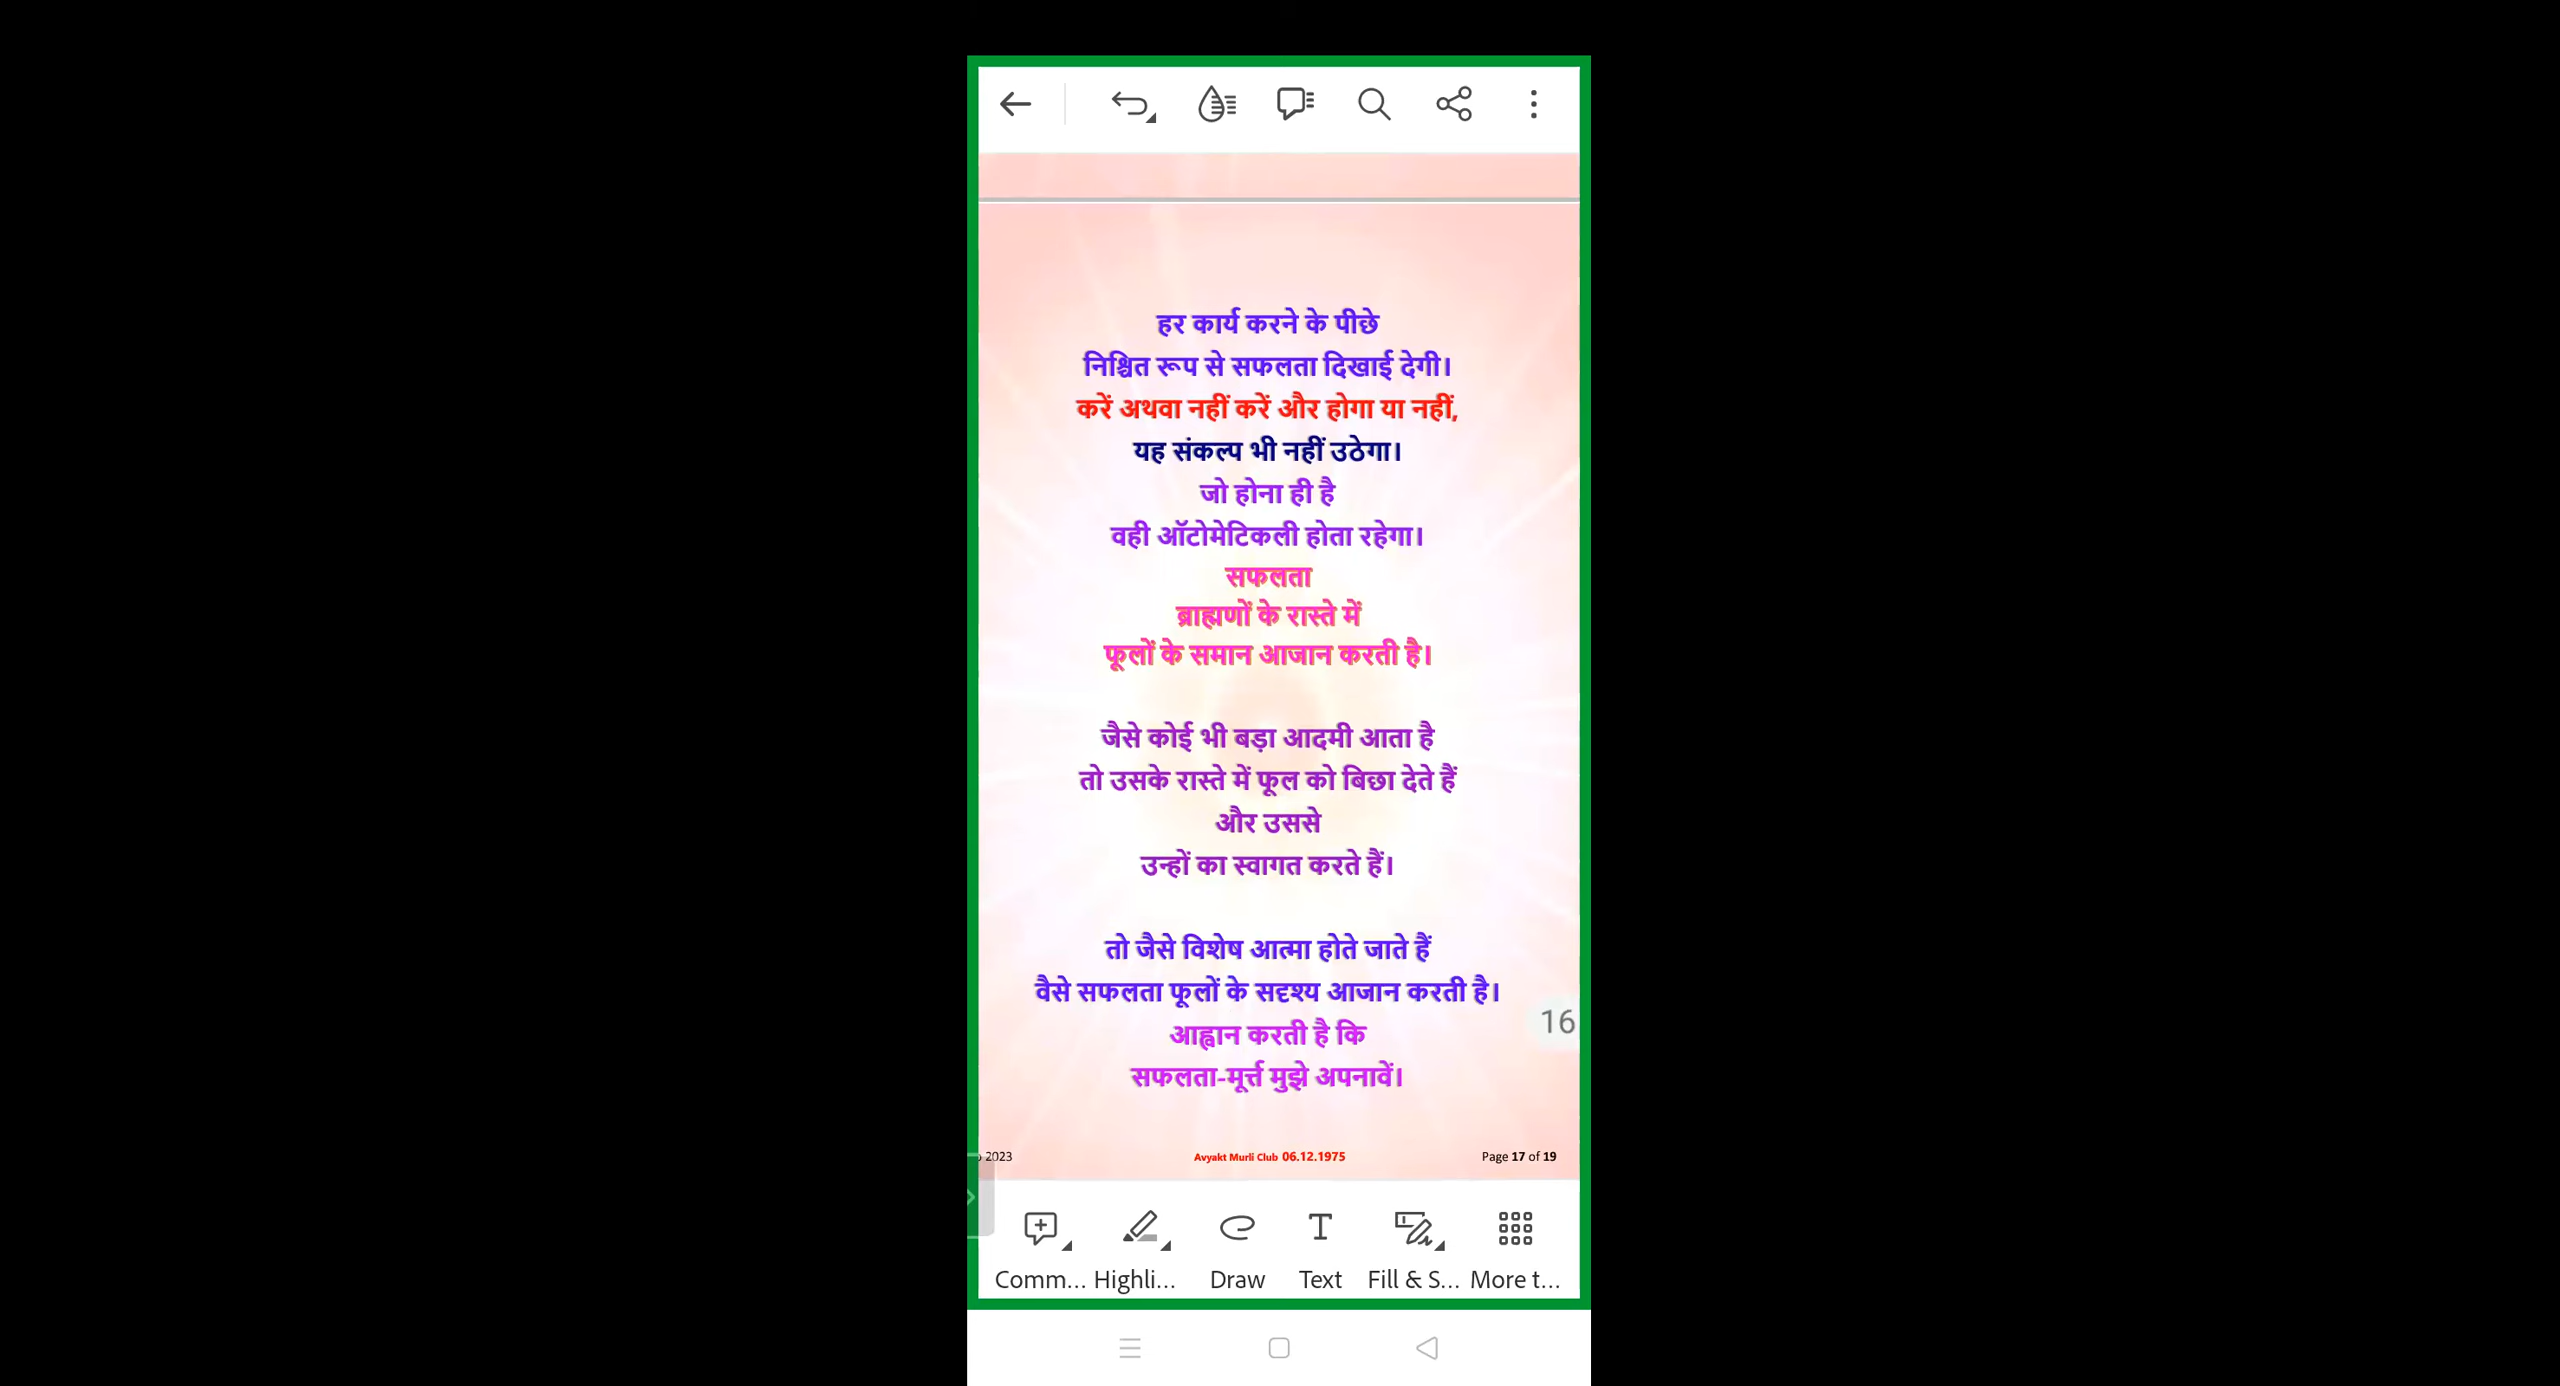 हर कार्य करने के पीछे
निश्चित रूप से सफलता दिखाई देगी।
करें अथवा नहीं करें और होगा या नहीं,
यह संकल्प भी नहीं उठेगा।
जो होना ही है
वही ऑटोमेटिकली होता रहेगा।
सफलता
ब्राह्मणों के रास्ते में
फूलों के समान आजान करती है।
जैसे कोई भी बड़ा आदमी आता है
तो उसके रास्ते में फूल को बिछा देते हैं
और उससे
उन्हों का स्वागत करते हैं।
तो जैसे विशेष आत्मा होते जाते हैं
वैसे सफलता फूलों के सदृश्य आजान करती है।
16
आह्वान करती है कि
सफलता-मूर्त्त मुझे अपनावें।
2023 Avyakt Murli Club 06.12.1975 Page 17 of 19
Comm... Highli... Draw Text Fill & S... More t...